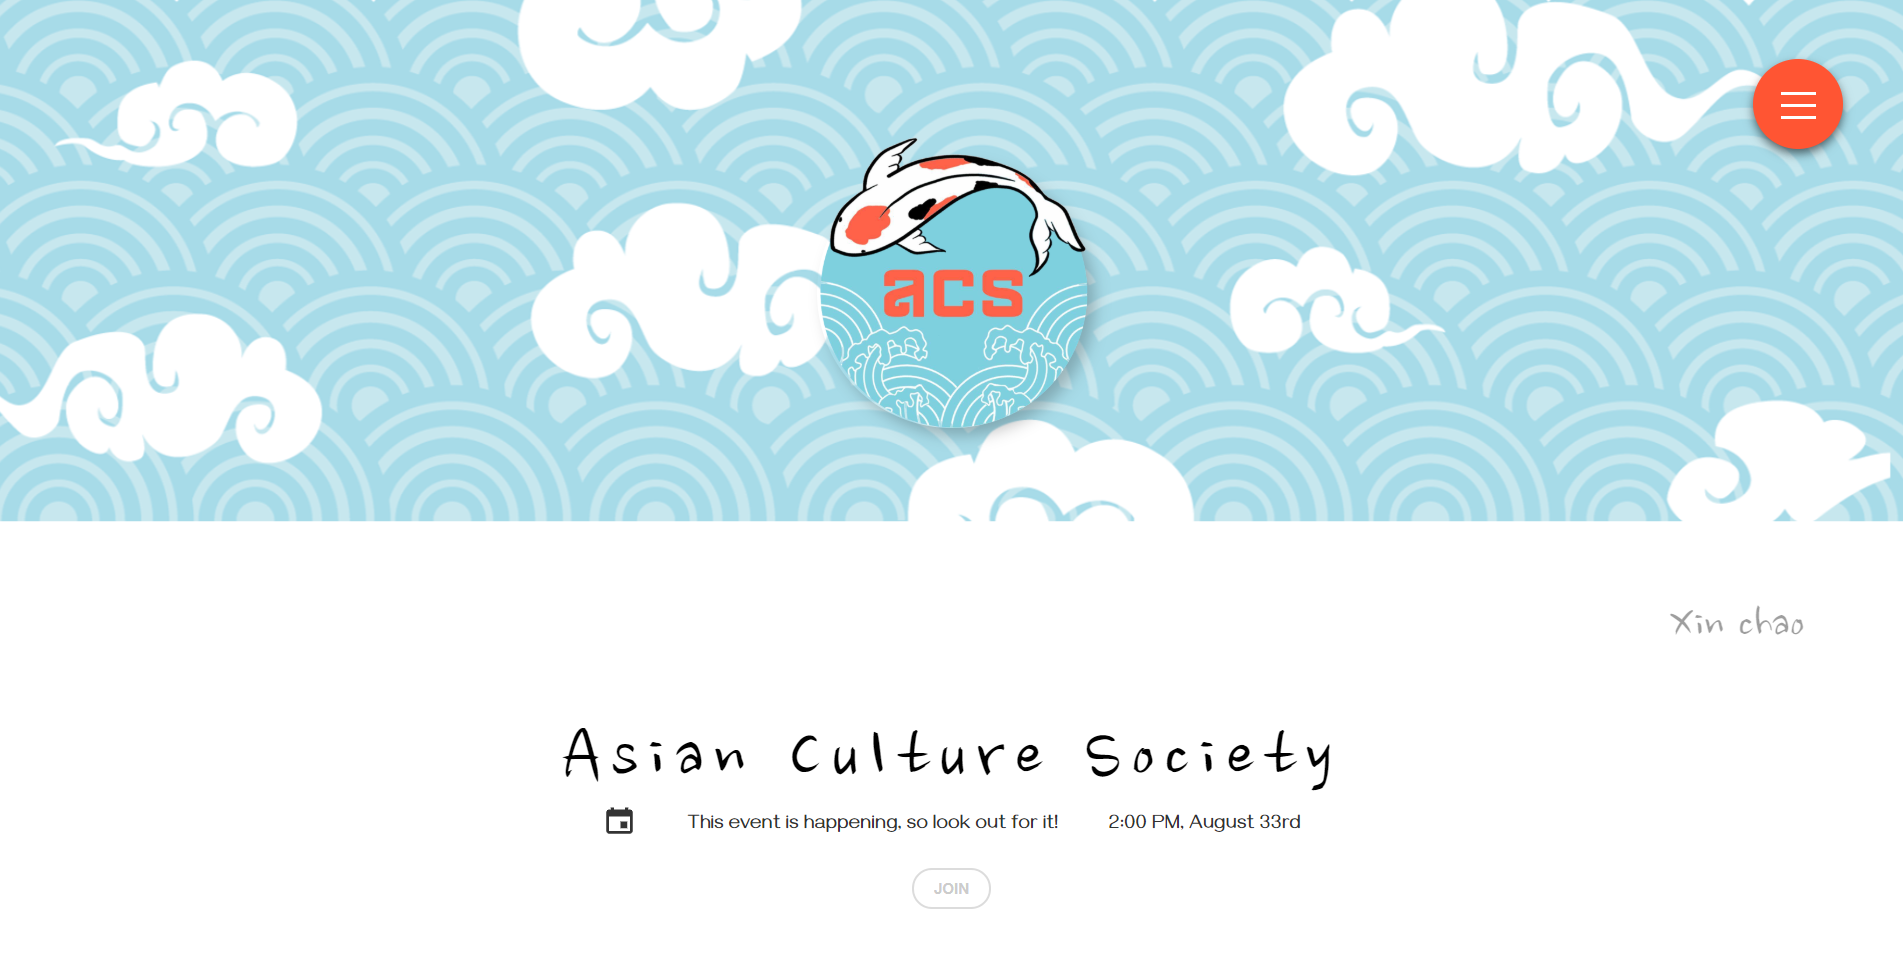 acs
Xin chao
Asian Culture Society
This event is happening, so look out for it! 2:00 PM, August 33rd
JOIN